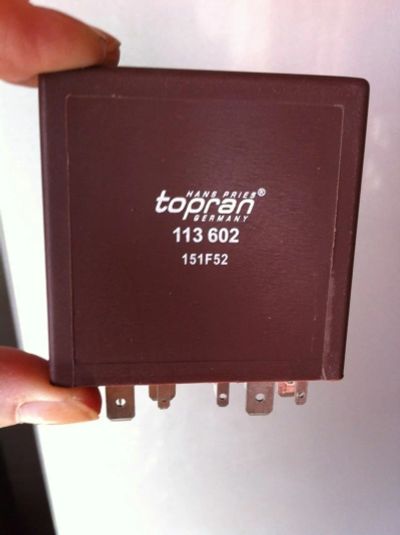 HANS PRIES
topran®
GERMANY
113 602
151F52